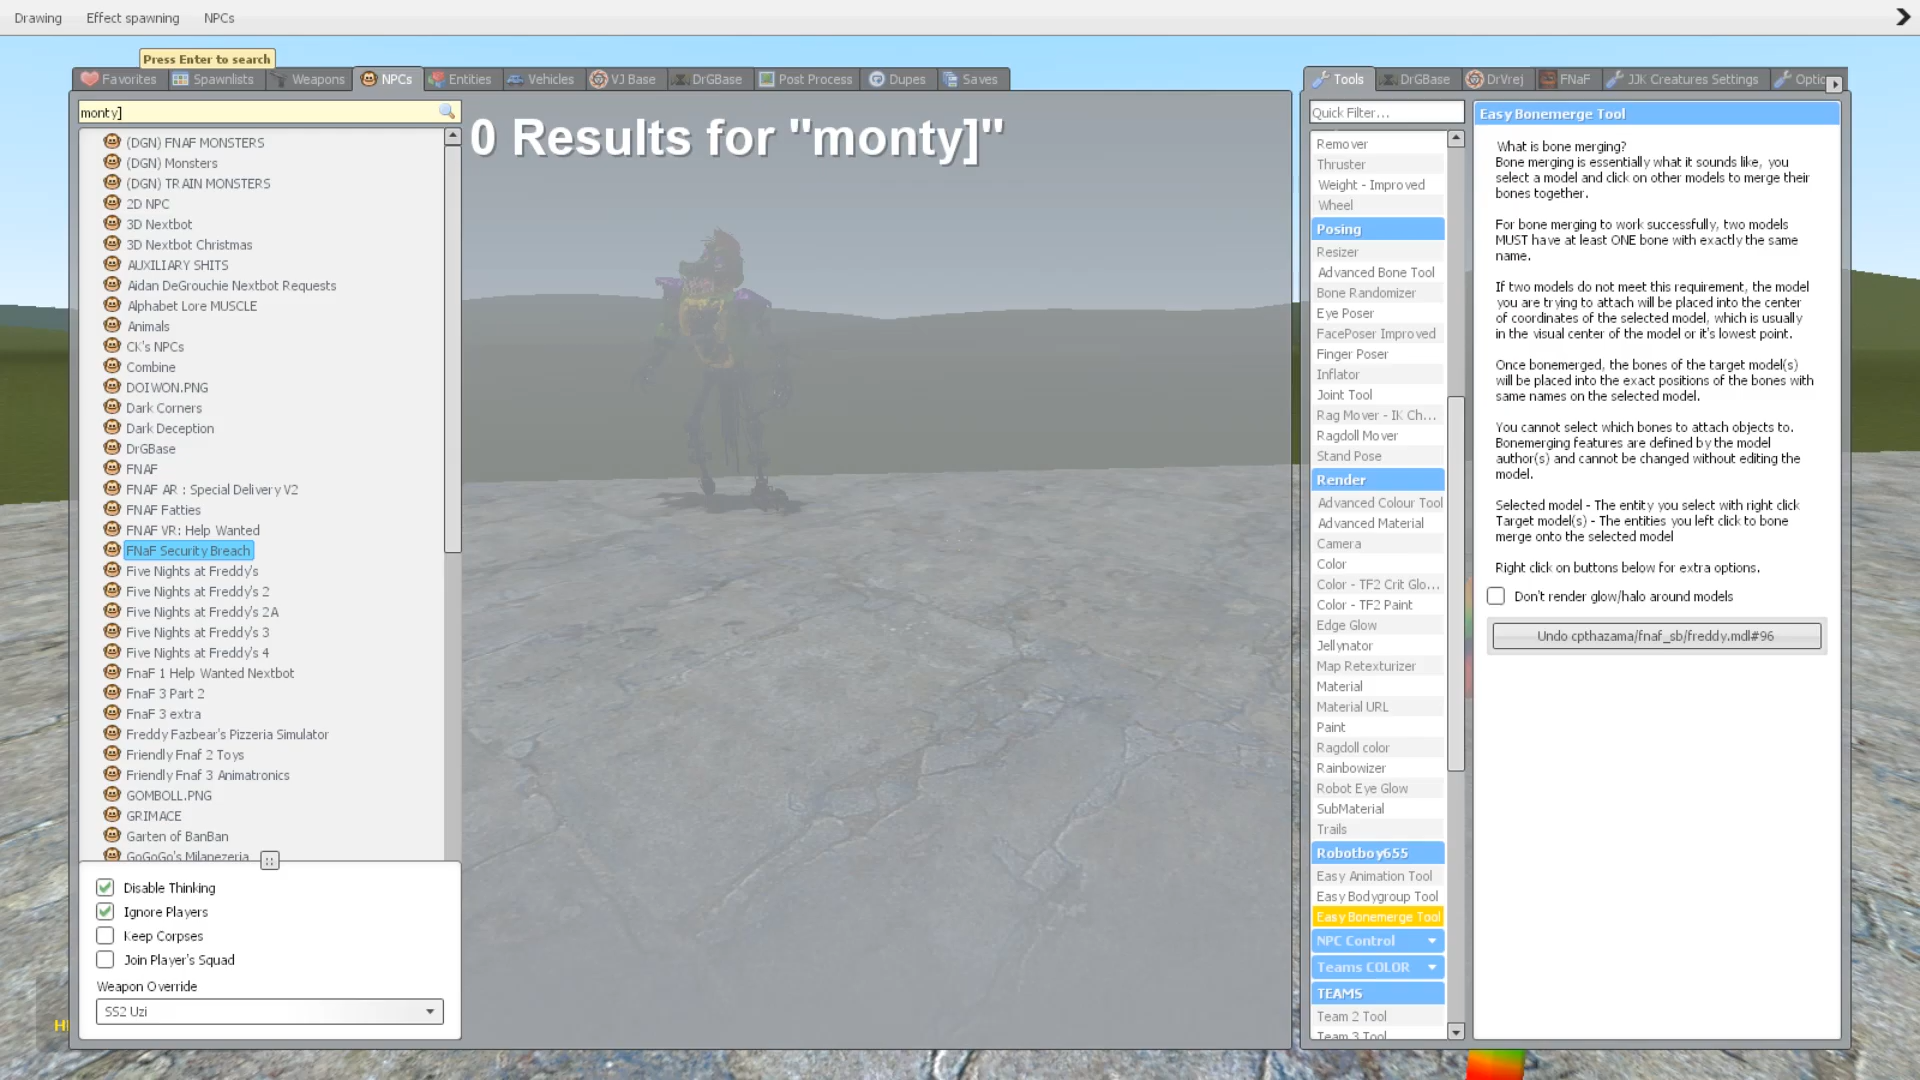 Drawing Effect spawning NPCs
Press Enter to search
Favorites Spawnlists Weapons NPCs Entities Vehicles VJ Base DrGBase Post Process Dupes Saves
monty]
(DGN) FNAF MONSTERS
(DGN) Monsters
(DGN) TRAIN MONSTERS
2D NPC
3D Nextbot
3D Nextbot Christmas
AUXILIARY SHITS
Aidan DeGrouchie Nextbot Requests
Alphabet Lore MUSCLE
Animals
CK's NPCs
Combine
DOIWON.PNG
Dark Corners
Dark Deception
DrGBase
FNAF
FNAF AR : Special Delivery V2
FNAF Fatties
FNAF VR: Help Wanted
FNaF Security Breach
Five Nights at Freddy's
Five Nights at Freddy's 2
Five Nights at Freddy's 2A
Five Nights at Freddy's 3
Five Nights at Freddy's 4
FnaF 1 Help Wanted Nextbot
FnaF 3 Part 2
FnaF 3 extra
Freddy Fazbear's Pizzeria Simulator
Friendly Fnaf 2 Toys
Friendly Fnaf 3 Animatronics
GOMBOLL.PNG
GRIMACE
Garten of BanBan
GoGoGo's Milanezeria
Disable Thinking
Ignore Players
Keep Corpses
Join Player's Squad
Weapon Override
SS2 Uzi
0 Results for "monty]"
Tools DrGBase DrVrej FNaF JJK Creatures Settings Optio
Quick Filter...
Remover
Thruster
Weight - Improved
Wheel
Posing
Resizer
Advanced Bone Tool
Bone Randomizer
Eye Poser
FacePoser Improved
Finger Poser
Inflator
Joint Tool
Rag Mover - IK Ch...
Ragdoll Mover
Stand Pose
Render
Advanced Colour Tool
Advanced Material
Camera
Color
Color - TF2 Crit Glo...
Color - TF2 Paint
Edge Glow
Jellynator
Map Retexturizer
Material
Material URL
Paint
Ragdoll color
Rainbowizer
Robot Eye Glow
SubMaterial
Trails
Robotboy655
Easy Animation Tool
Easy Bodygroup Tool
Easy Bonemerge Tool
NPC Control
Teams COLOR
TEAMS
Team 2 Tool
Team 3 Tool
Easy Bonemerge Tool
What is bone merging?
Bone merging is essentially what it sounds like, you
select a model and click on other models to merge their
bones together.
For bone merging to work successfully, two models
MUST have at least ONE bone with exactly the same
name.
If two models do not meet this requirement, the model
you are trying to attach will be placed into the center
of coordinates of the selected model, which is usually
in the visual center of the model or it's lowest point.
Once bonemerged, the bones of the target model(s)
will be placed into the exact positions of the bones with
same names on the selected model.
You cannot select which bones to attach objects to.
Bonemerging features are defined by the model
author(s) and cannot be changed without editing the
model.
Selected model - The entity you select with right click
Target model(s) - The entities you left click to bone
merge onto the selected model
Right click on buttons below for extra options.
Don't render glow/halo around models
Undo cpthazama/fnaf_sb/freddy.mdl#96